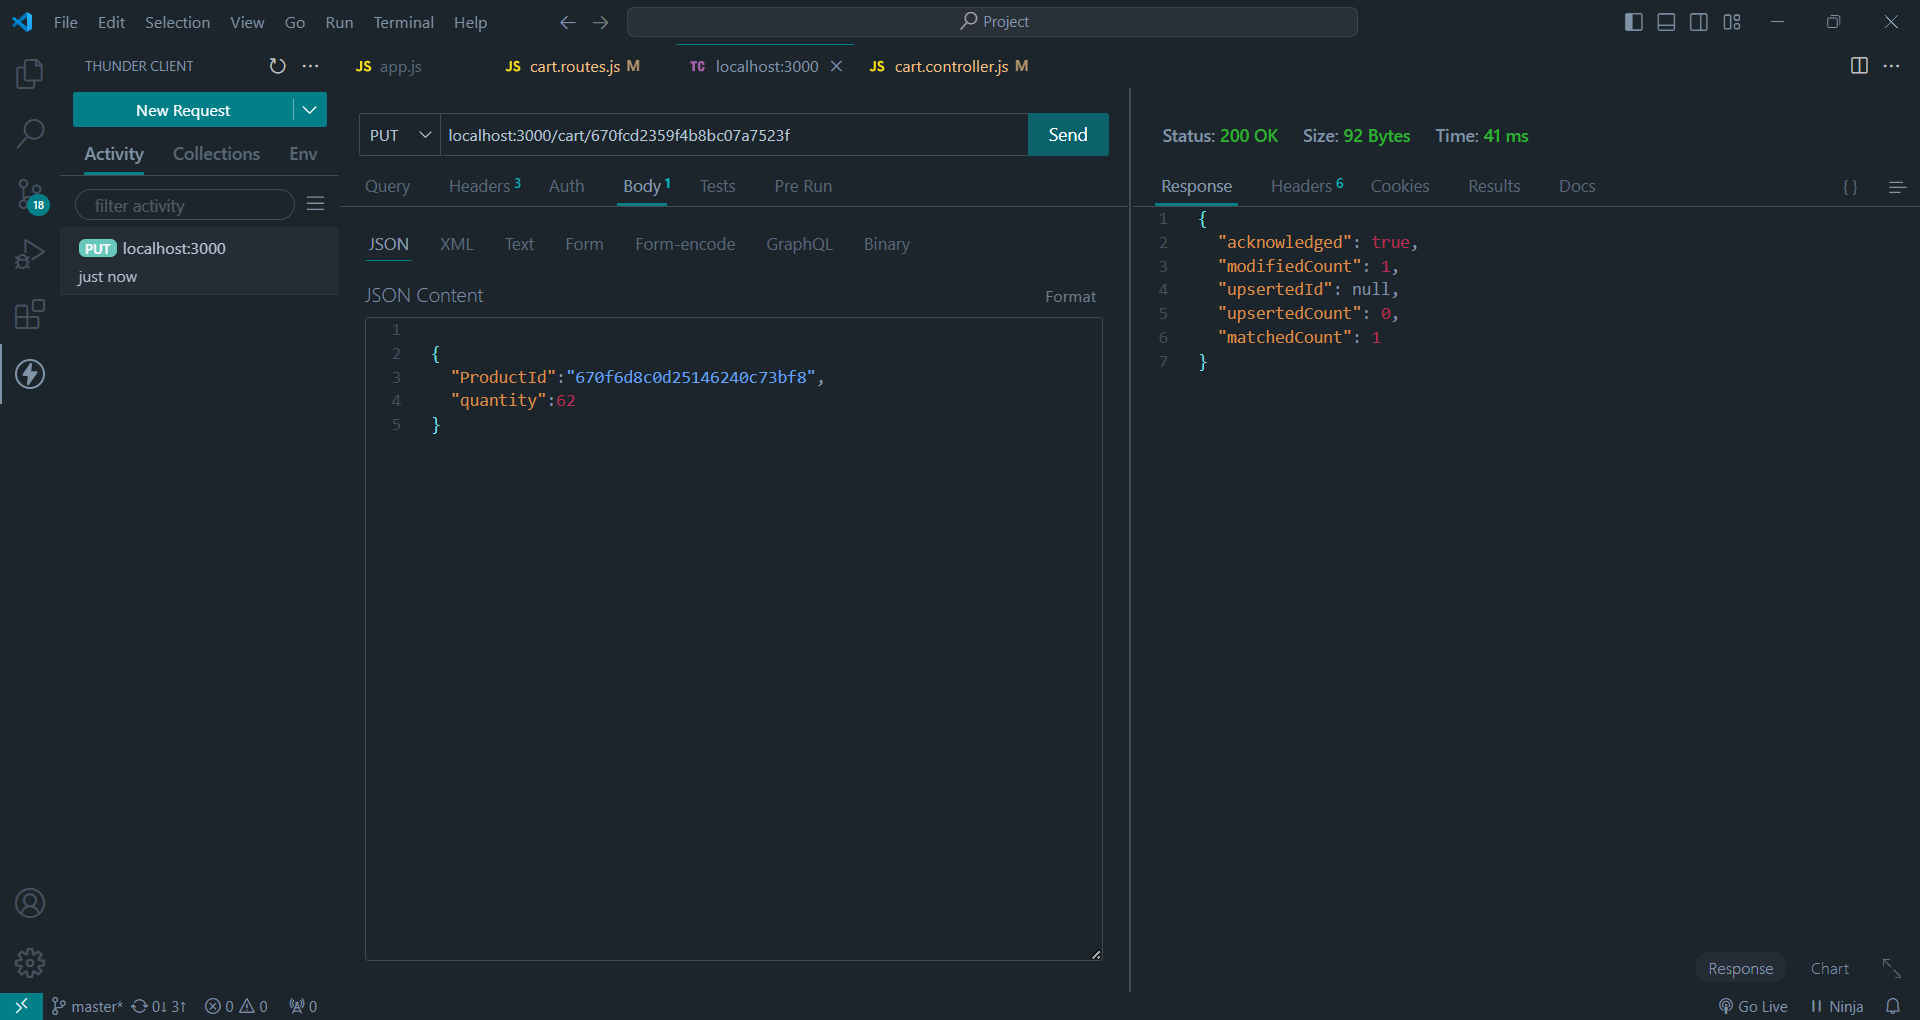 File Edit Selection View Go Run Terminal Help
Project
THUNDER CLIENT
JS app.js
JS cart.routes.js M
TC localhost:3000
JS cart.controller.js M
New Request
Activity Collections Env
filter activity
PUT localhost:3000
just now
18
PUT localhost:3000/cart/670fcd2359f4b8bc07a7523f Send
Query Headers 3 Auth Body 1 Tests Pre Run
JSON XML Text Form Form-encode GraphQL Binary
JSON Content Format
1
2 {
3 "ProductId":"670f6d8c0d25146240c73bf8",
4 "quantity":62
5 }
Status: 200 OK Size: 92 Bytes Time: 41 ms
Response Headers 6 Cookies Results Docs { }
1 {
2 "acknowledged": true,
3 "modifiedCount": 1,
4 "upsertedId": null,
5 "upsertedCount": 0,
6 "matchedCount": 1
7 }
Response Chart
master* 0↓ 3↑ 0 0 0
Go Live Ninja